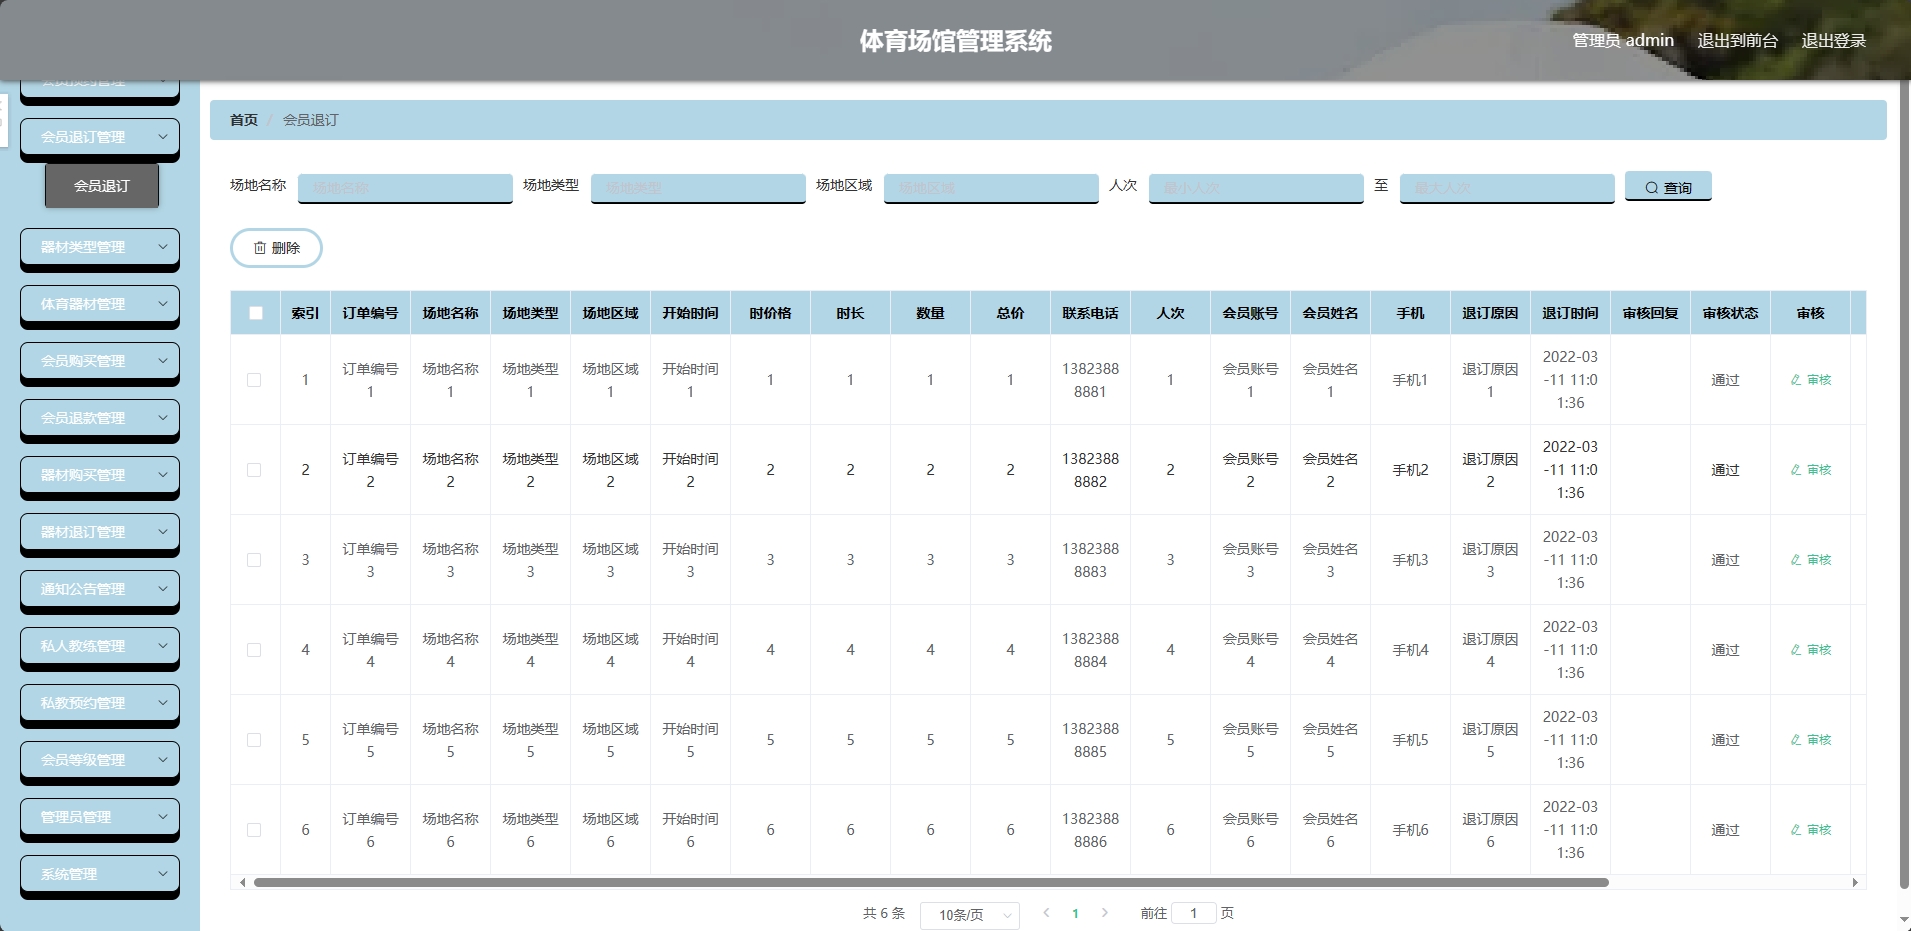 体育场馆管理系统
管理员 admin 退出到前台 退出登录
会员预约管理
会员退订管理
会员退订
器材类型管理
体育器材管理
会员购买管理
会员退款管理
器材购买管理
器材退订管理
通知公告管理
私人教练管理
私教预约管理
会员等级管理
管理员管理
系统管理
首页 / 会员退订
场地名称 场地名称 场地类型 场地类型 场地区域 场地区域 人次 最小人次 至 最大人次 查询
删除
索引 订单编号 场地名称 场地类型 场地区域 开始时间 时价格 时长 数量 总价 联系电话 人次 会员账号 会员姓名 手机 退订原因 退订时间 审核回复 审核状态 审核
1 订单编号1 场地名称1 场地类型1 场地区域1 开始时间1 1 1 1 1 13823888881 1 会员账号1 会员姓名1 手机1 退订原因1 2022-03-11 11:01:36 通过 审核
2 订单编号2 场地名称2 场地类型2 场地区域2 开始时间2 2 2 2 2 13823888882 2 会员账号2 会员姓名2 手机2 退订原因2 2022-03-11 11:01:36 通过 审核
3 订单编号3 场地名称3 场地类型3 场地区域3 开始时间3 3 3 3 3 13823888883 3 会员账号3 会员姓名3 手机3 退订原因3 2022-03-11 11:01:36 通过 审核
4 订单编号4 场地名称4 场地类型4 场地区域4 开始时间4 4 4 4 4 13823888884 4 会员账号4 会员姓名4 手机4 退订原因4 2022-03-11 11:01:36 通过 审核
5 订单编号5 场地名称5 场地类型5 场地区域5 开始时间5 5 5 5 5 13823888885 5 会员账号5 会员姓名5 手机5 退订原因5 2022-03-11 11:01:36 通过 审核
6 订单编号6 场地名称6 场地类型6 场地区域6 开始时间6 6 6 6 6 13823888886 6 会员账号6 会员姓名6 手机6 退订原因6 2022-03-11 11:01:36 通过 审核
共 6 条 10条/页 1 前往 1 页